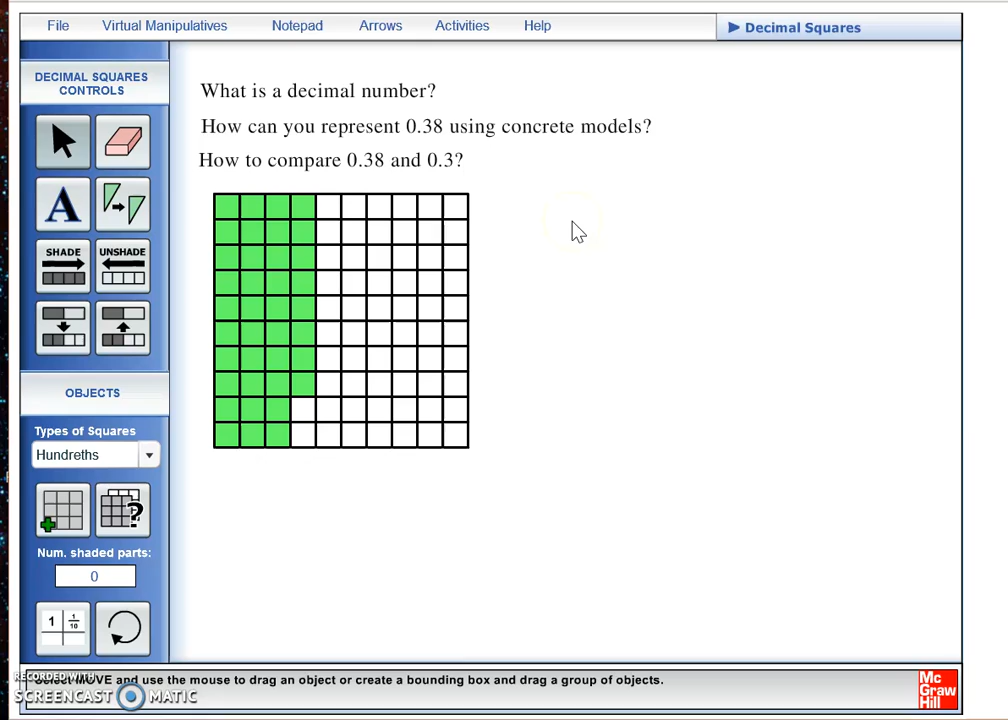 File Virtual Manipulatives Notepad Arrows Activities Help Decimal Squares
DECIMAL SQUARES
CONTROLS
What is a decimal number?
How can you represent 0.38 using concrete models?
How to compare 0.38 and 0.3?
A
SHADE UNSHADE
OBJECTS
Types of Squares
Hundreths
?
Num. shaded parts:
0
1 1/10
Select MOVE and use the mouse to drag an object or create a bounding box and drag a group of objects.
RECORDED WITH
SCREENCAST MATIC
Mc
Graw
Hill